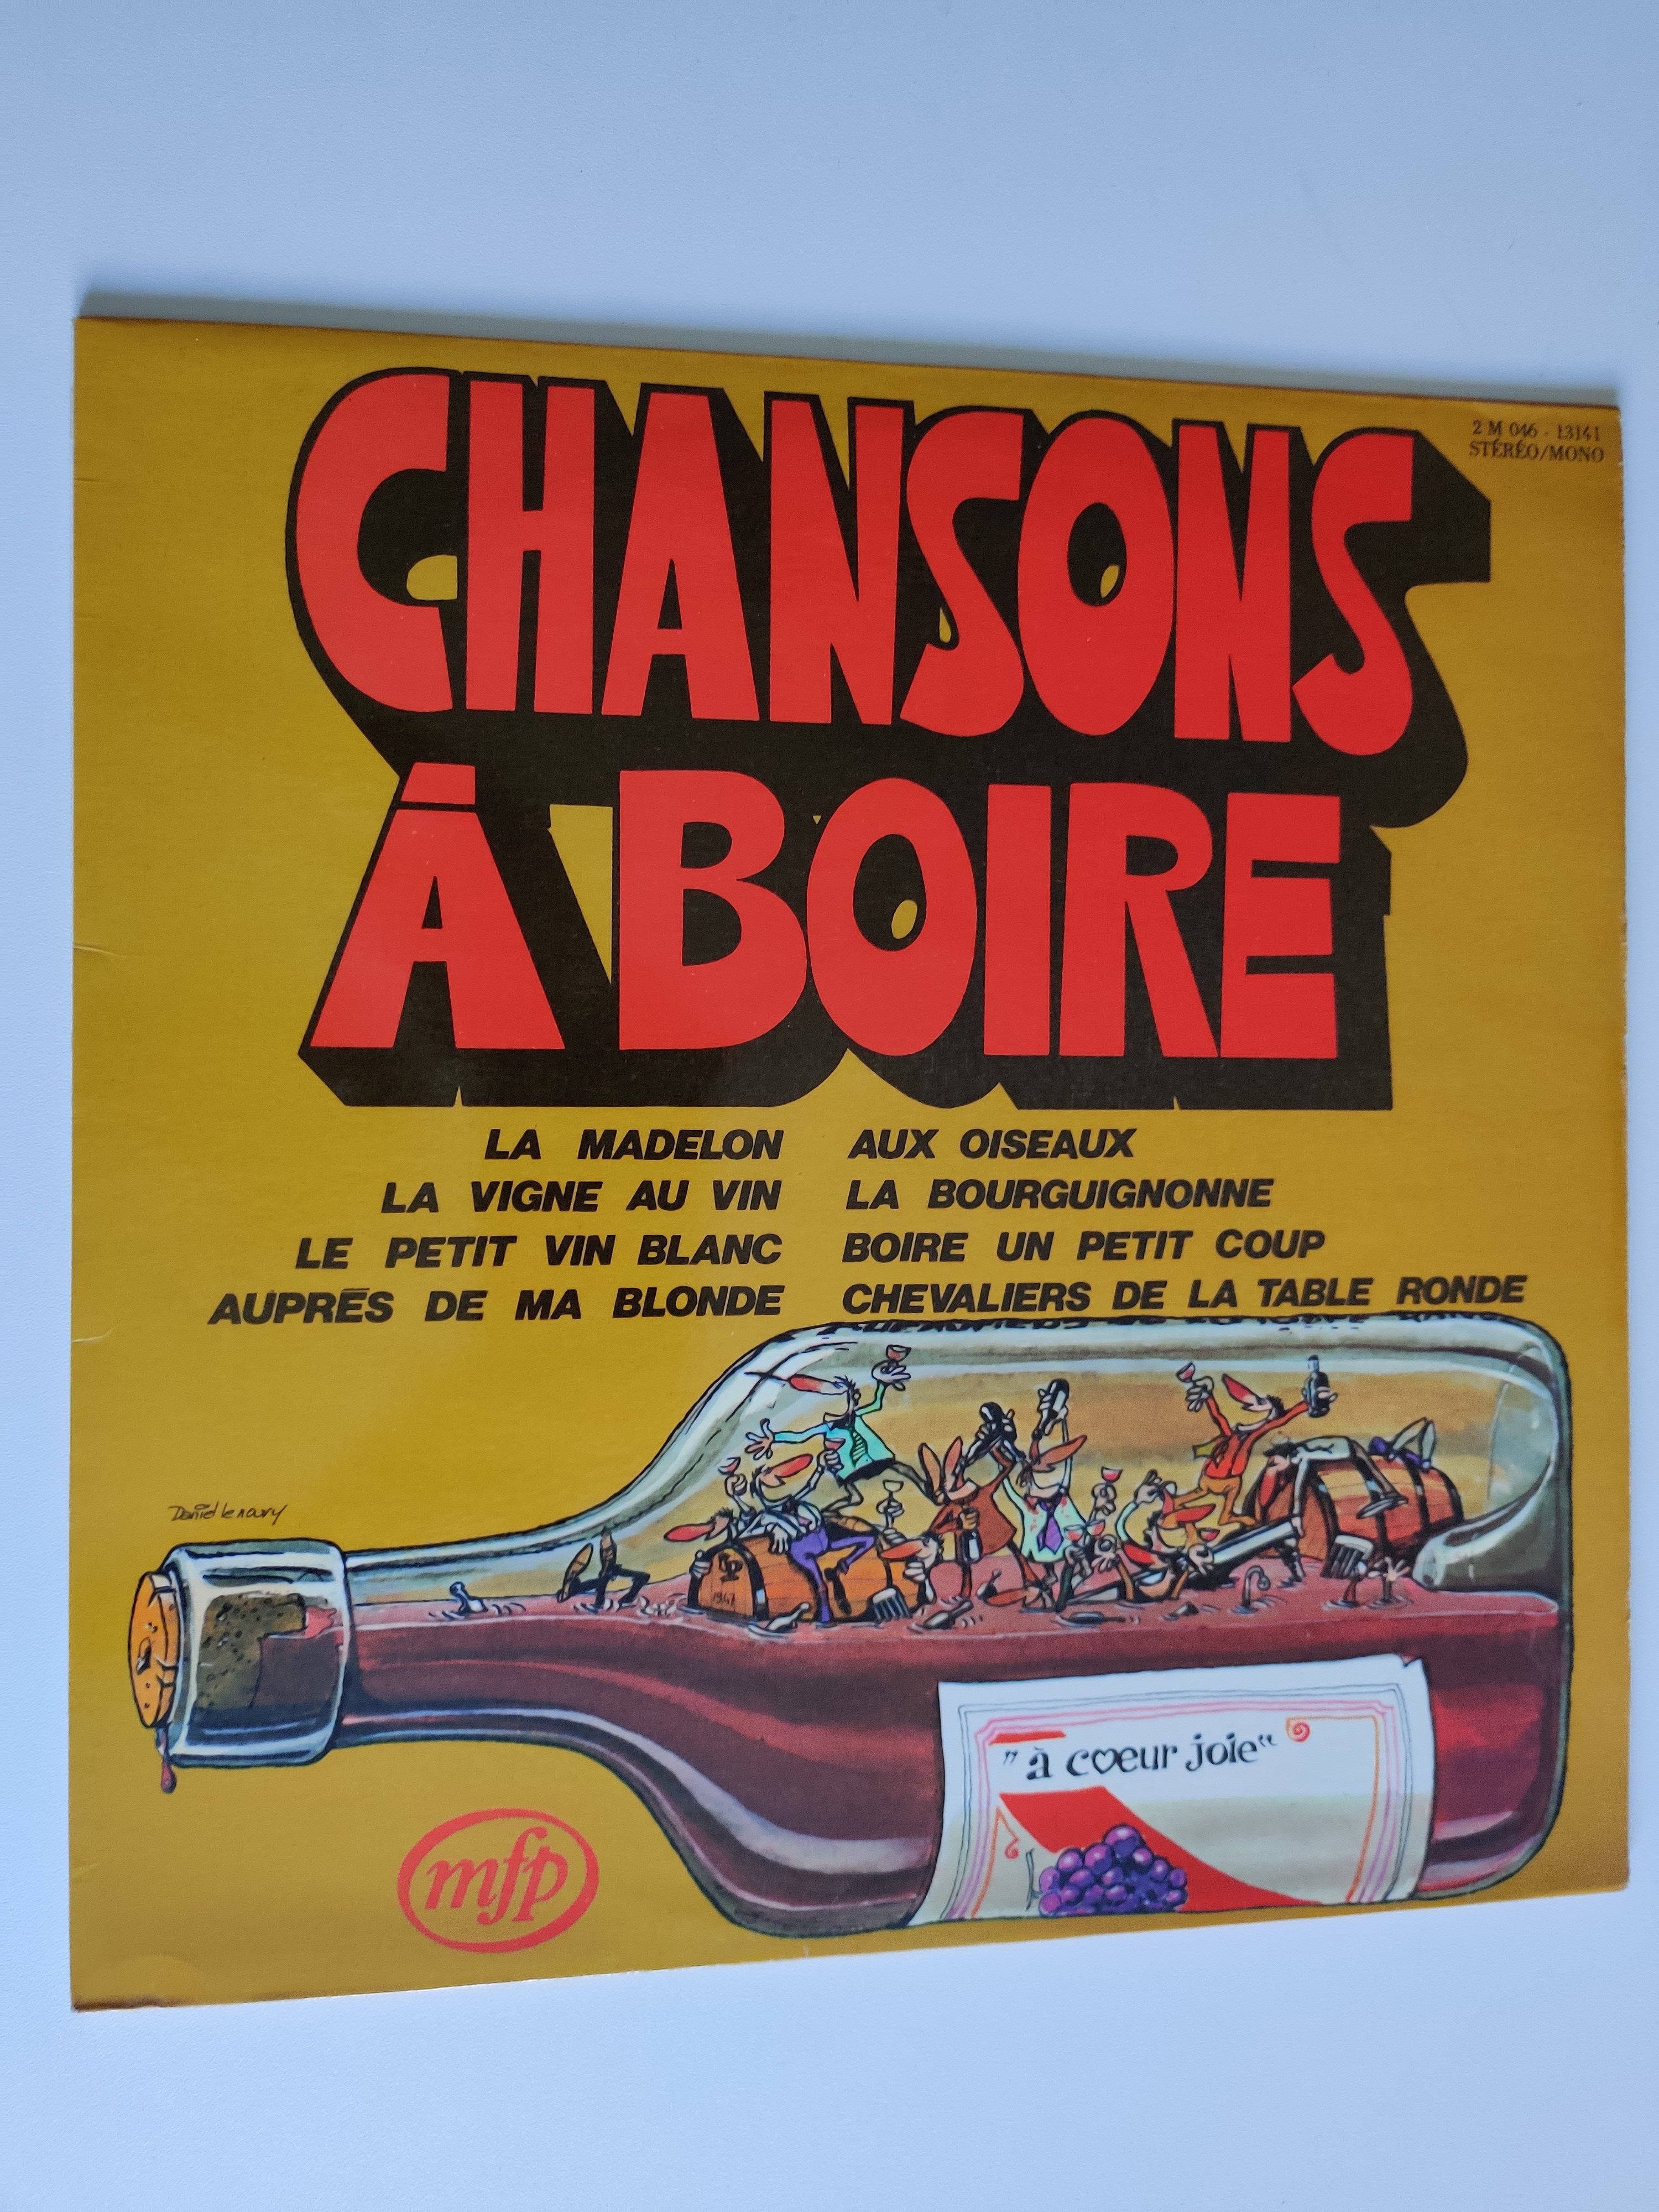 2 M 046 - 13141
STÉRÉO/MONO
CHANSONS
À BOIRE
LA MADELON
LA VIGNE AU VIN
LE PETIT VIN BLANC
AUPRÈS DE MA BLONDE
AUX OISEAUX
LA BOURGUIGNONNE
BOIRE UN PETIT COUP
CHEVALIERS DE LA TABLE RONDE
Daniel lenoury
1941
" à cœur joie "
mfp